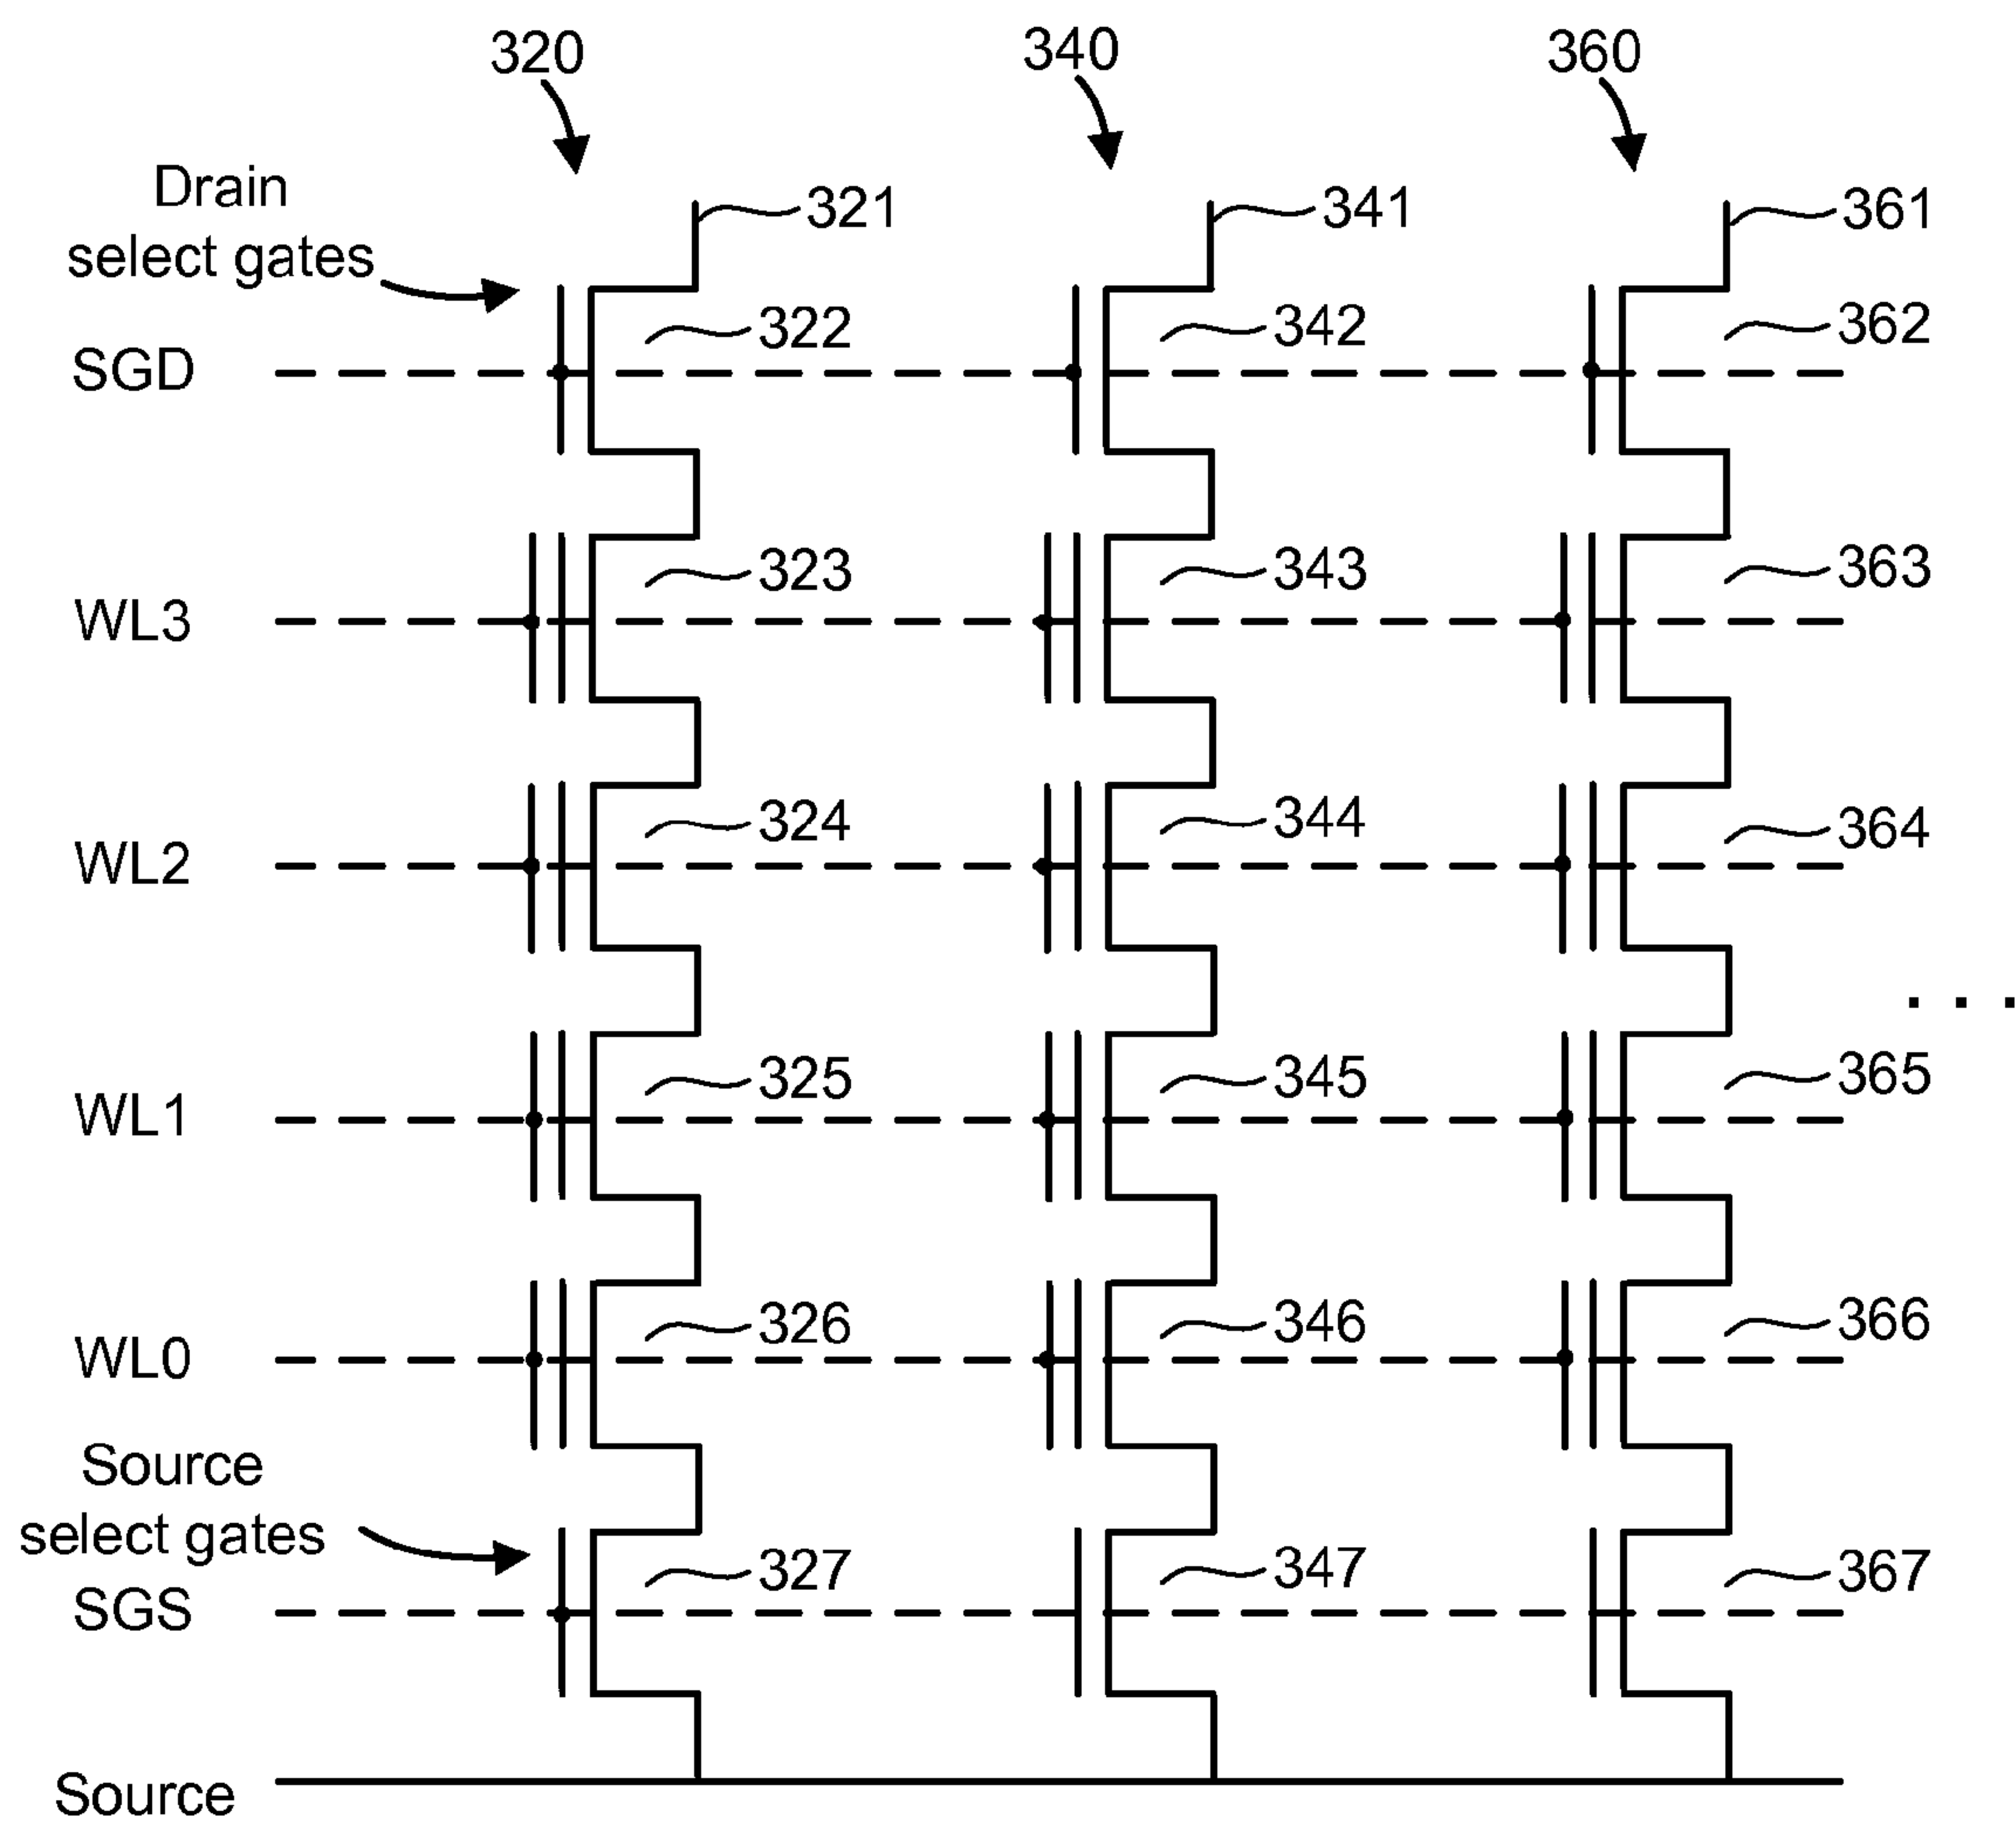 320 340 360
Drain
select gates
321 341 361
322 342 362
SGD
323 343 363
WL3
324 344 364
WL2
. . .
325 345 365
WL1
326 346 366
WL0
Source
select gates
327 347 367
SGS
Source